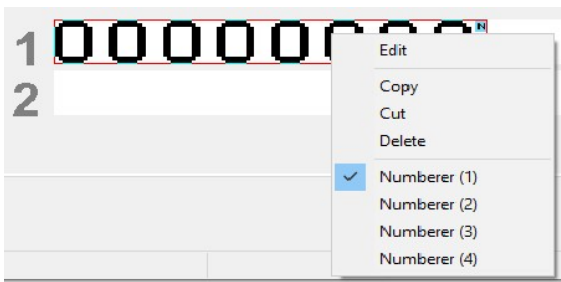 1 00000000 N
2
Edit
Copy
Cut
Delete
Numberer (1)
Numberer (2)
Numberer (3)
Numberer (4)